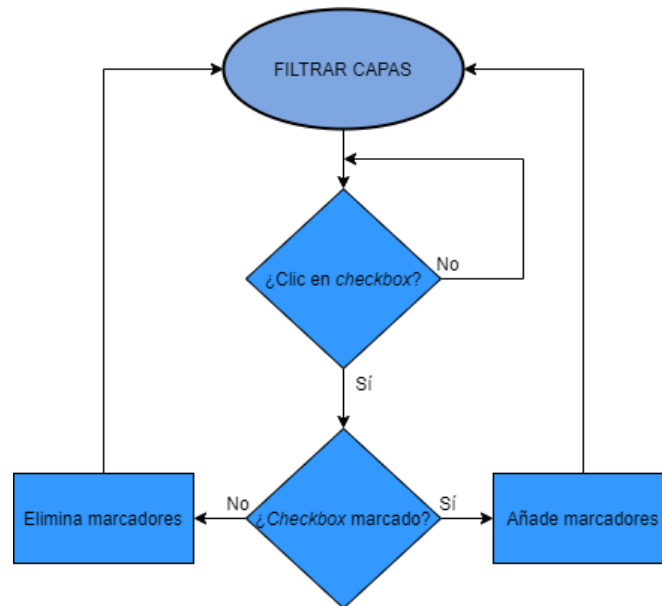 FILTRAR CAPAS
¿Clic en checkbox?
No
Sí
Elimina marcadores
No
¿Checkbox marcado?
Sí
Añade marcadores